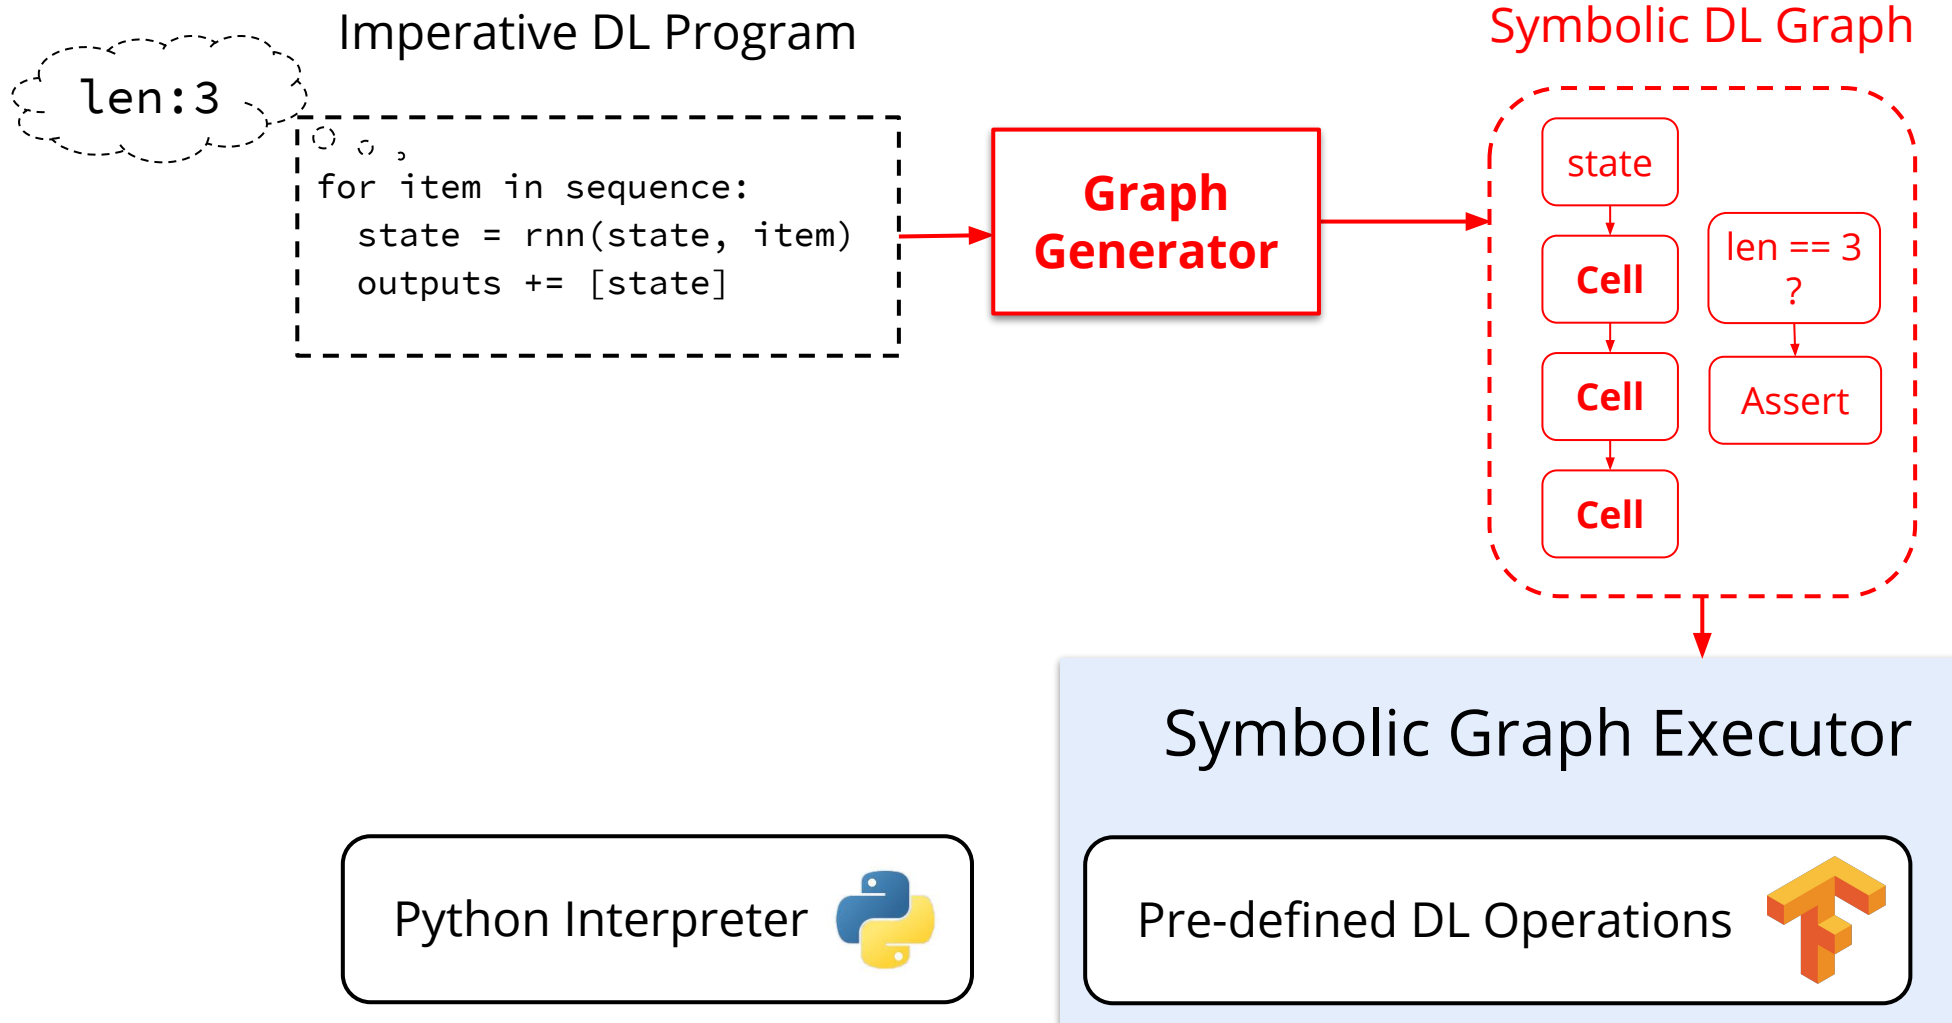 Imperative DL Program
len:3
for item in sequence:
state = rnn(state, item)
outputs += [state]
Graph
Generator
Symbolic DL Graph
state
Cell
Cell
Cell
len == 3
?
Assert
Symbolic Graph Executor
Python Interpreter
Pre-defined DL Operations